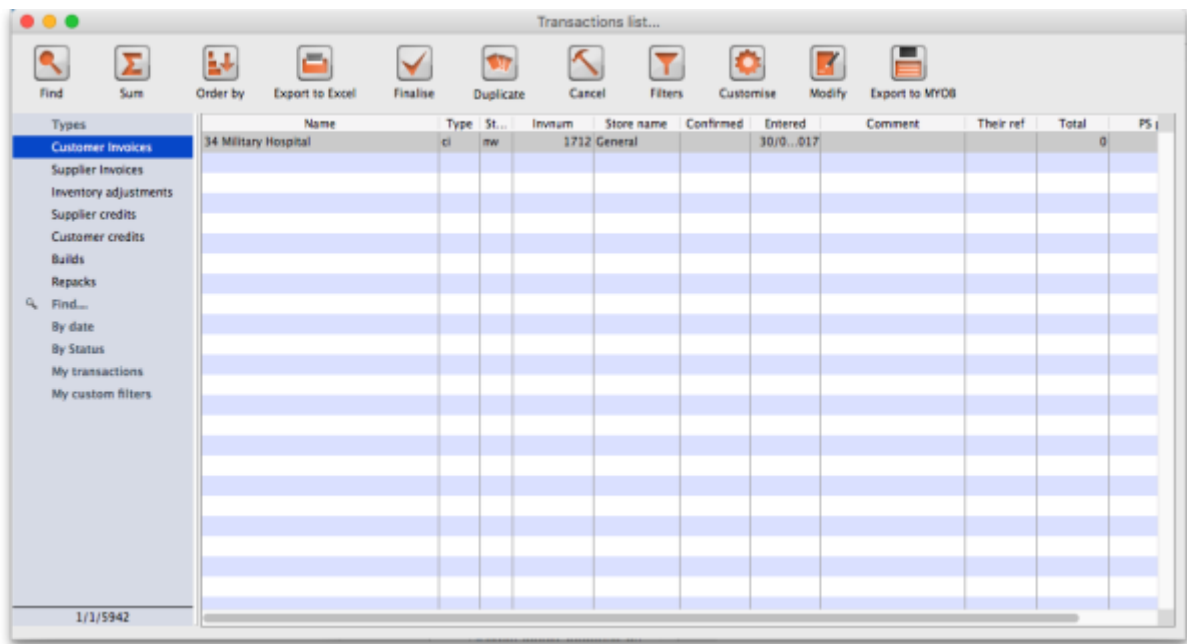 Transactions list...
Find Sum Order by Export to Excel Finalise Duplicate Cancel Filters Customise Modify Export to MYOB
Types
Customer Invoices
Supplier Invoices
Inventory adjustments
Supplier credits
Customer credits
Builds
Repacks
Find...
By date
By Status
My transactions
My custom filters
1/1/5942
Name Type St... Invnum Store name Confirmed Entered Comment Their ref Total PS
34 Military Hospital ci nw 1712 General 30/0...017 0